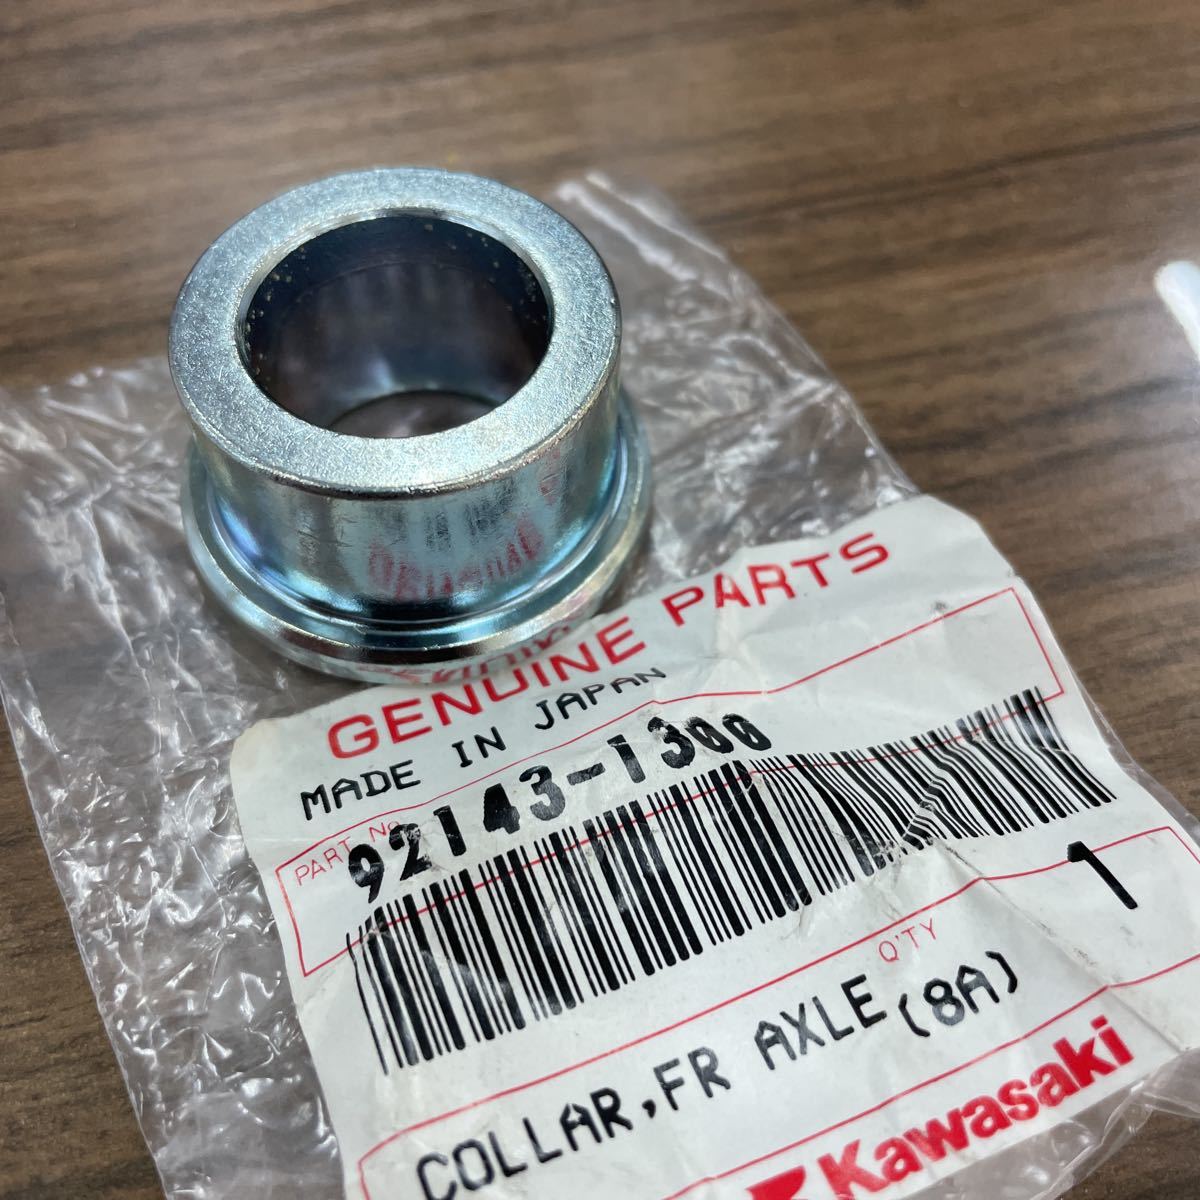 GENUINE PARTS
MADE IN JAPAN
PART No. 92143-1300
Q'TY 1
COLLAR,FR AXLE(8A)
Kawasaki